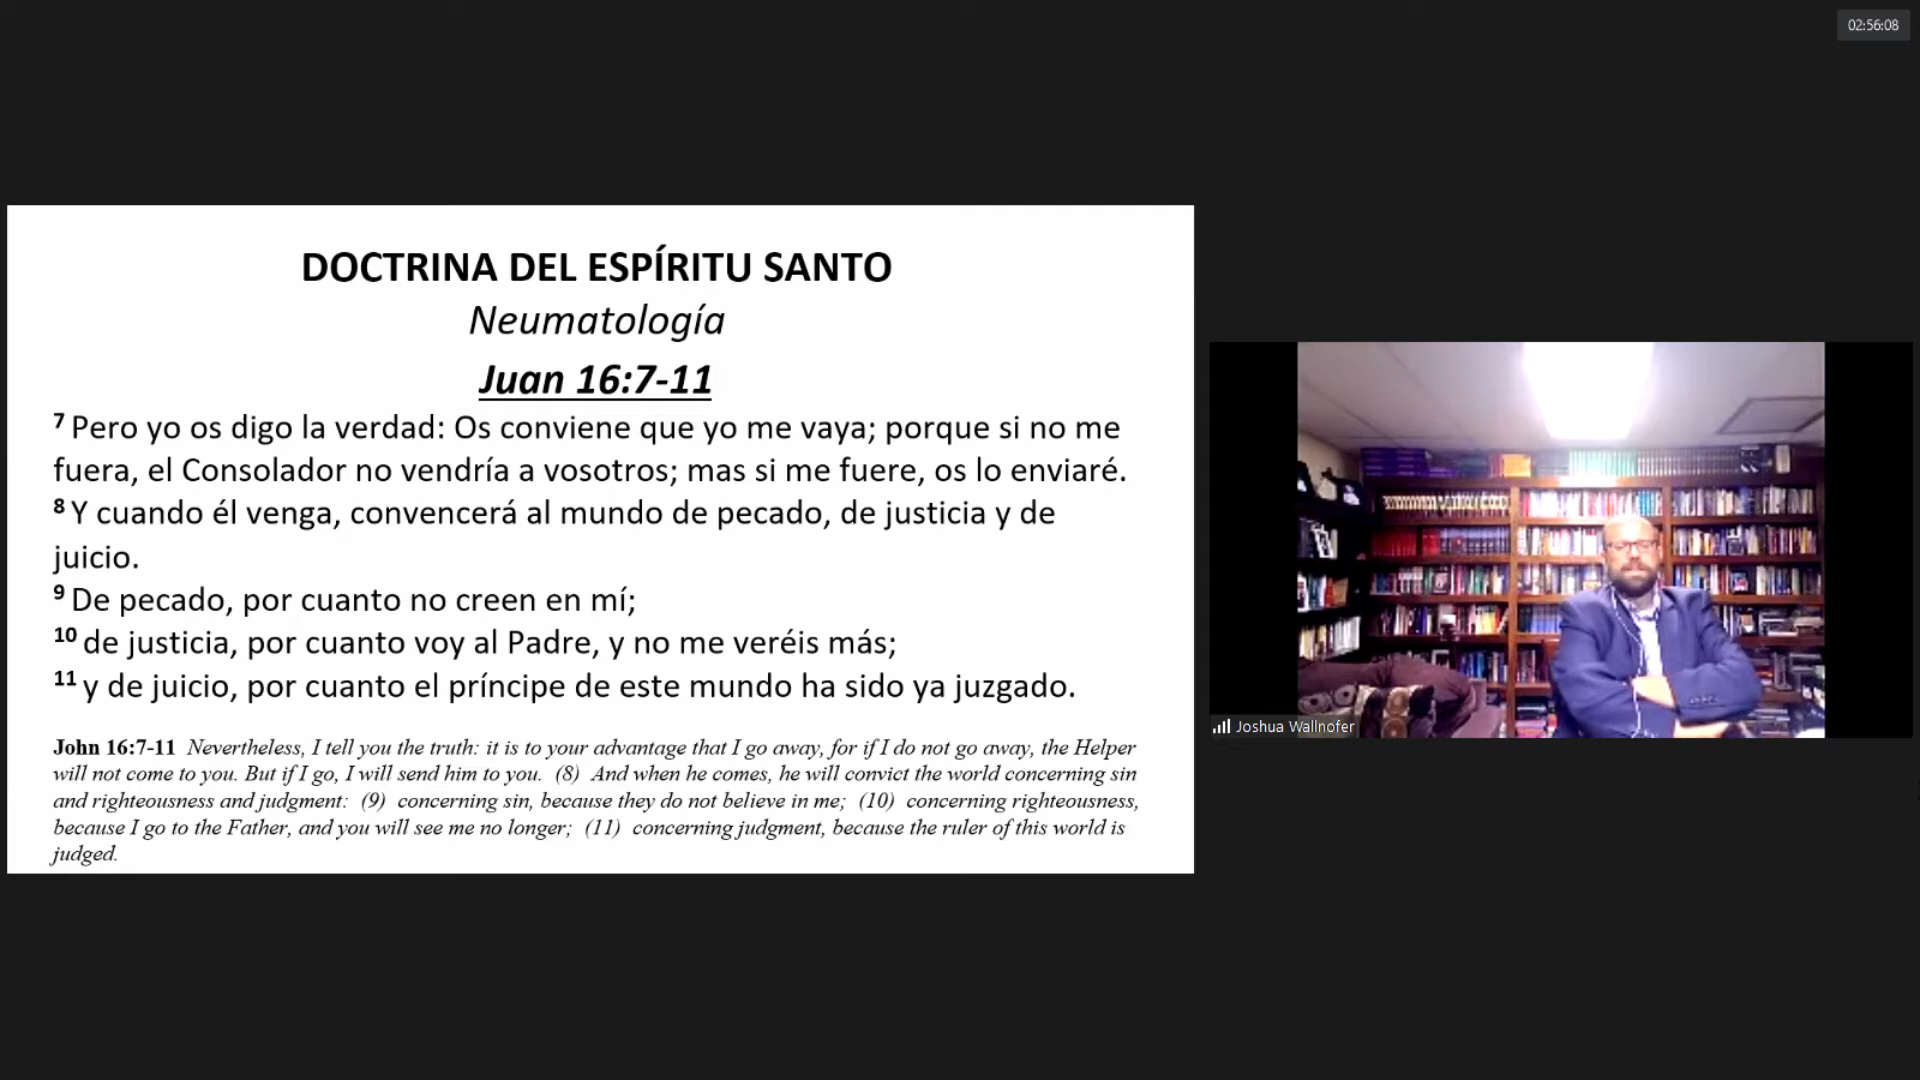 02:56:08
DOCTRINA DEL ESPÍRITU SANTO
Neumatología
Juan 16:7-11
7 Pero yo os digo la verdad: Os conviene que yo me vaya; porque si no me
fuera, el Consolador no vendría a vosotros; mas si me fuere, os lo enviaré.
8 Y cuando él venga, convencerá al mundo de pecado, de justicia y de
juicio.
9 De pecado, por cuanto no creen en mí;
10 de justicia, por cuanto voy al Padre, y no me veréis más;
11 y de juicio, por cuanto el príncipe de este mundo ha sido ya juzgado.
John 16:7-11 Nevertheless, I tell you the truth: it is to your advantage that I go away, for if I do not go away, the Helper
will not come to you. But if I go, I will send him to you. (8) And when he comes, he will convict the world concerning sin
and righteousness and judgment: (9) concerning sin, because they do not believe in me; (10) concerning righteousness,
because I go to the Father, and you will see me no longer; (11) concerning judgment, because the ruler of this world is
judged.
Joshua Wallnofer